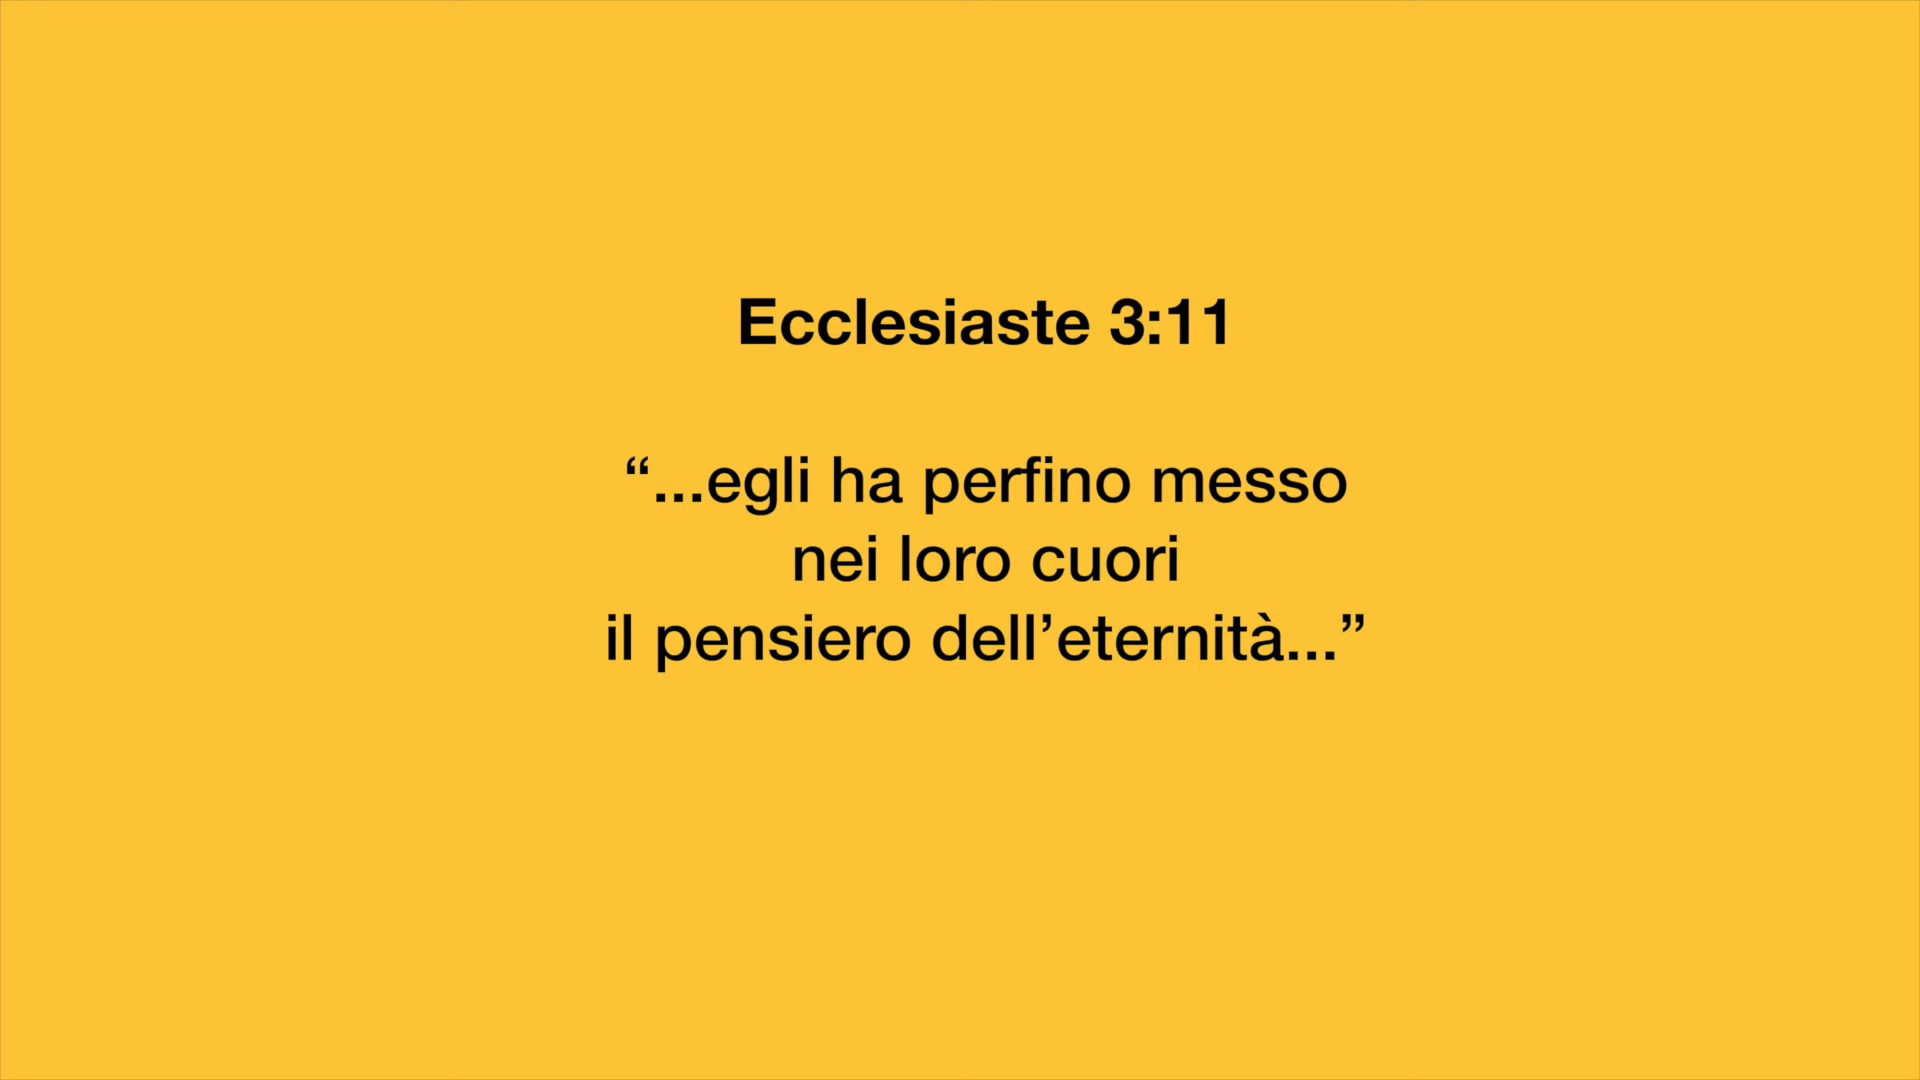 Ecclesiaste 3:11
“...egli ha perfino messo
nei loro cuori
il pensiero dell’eternità...”